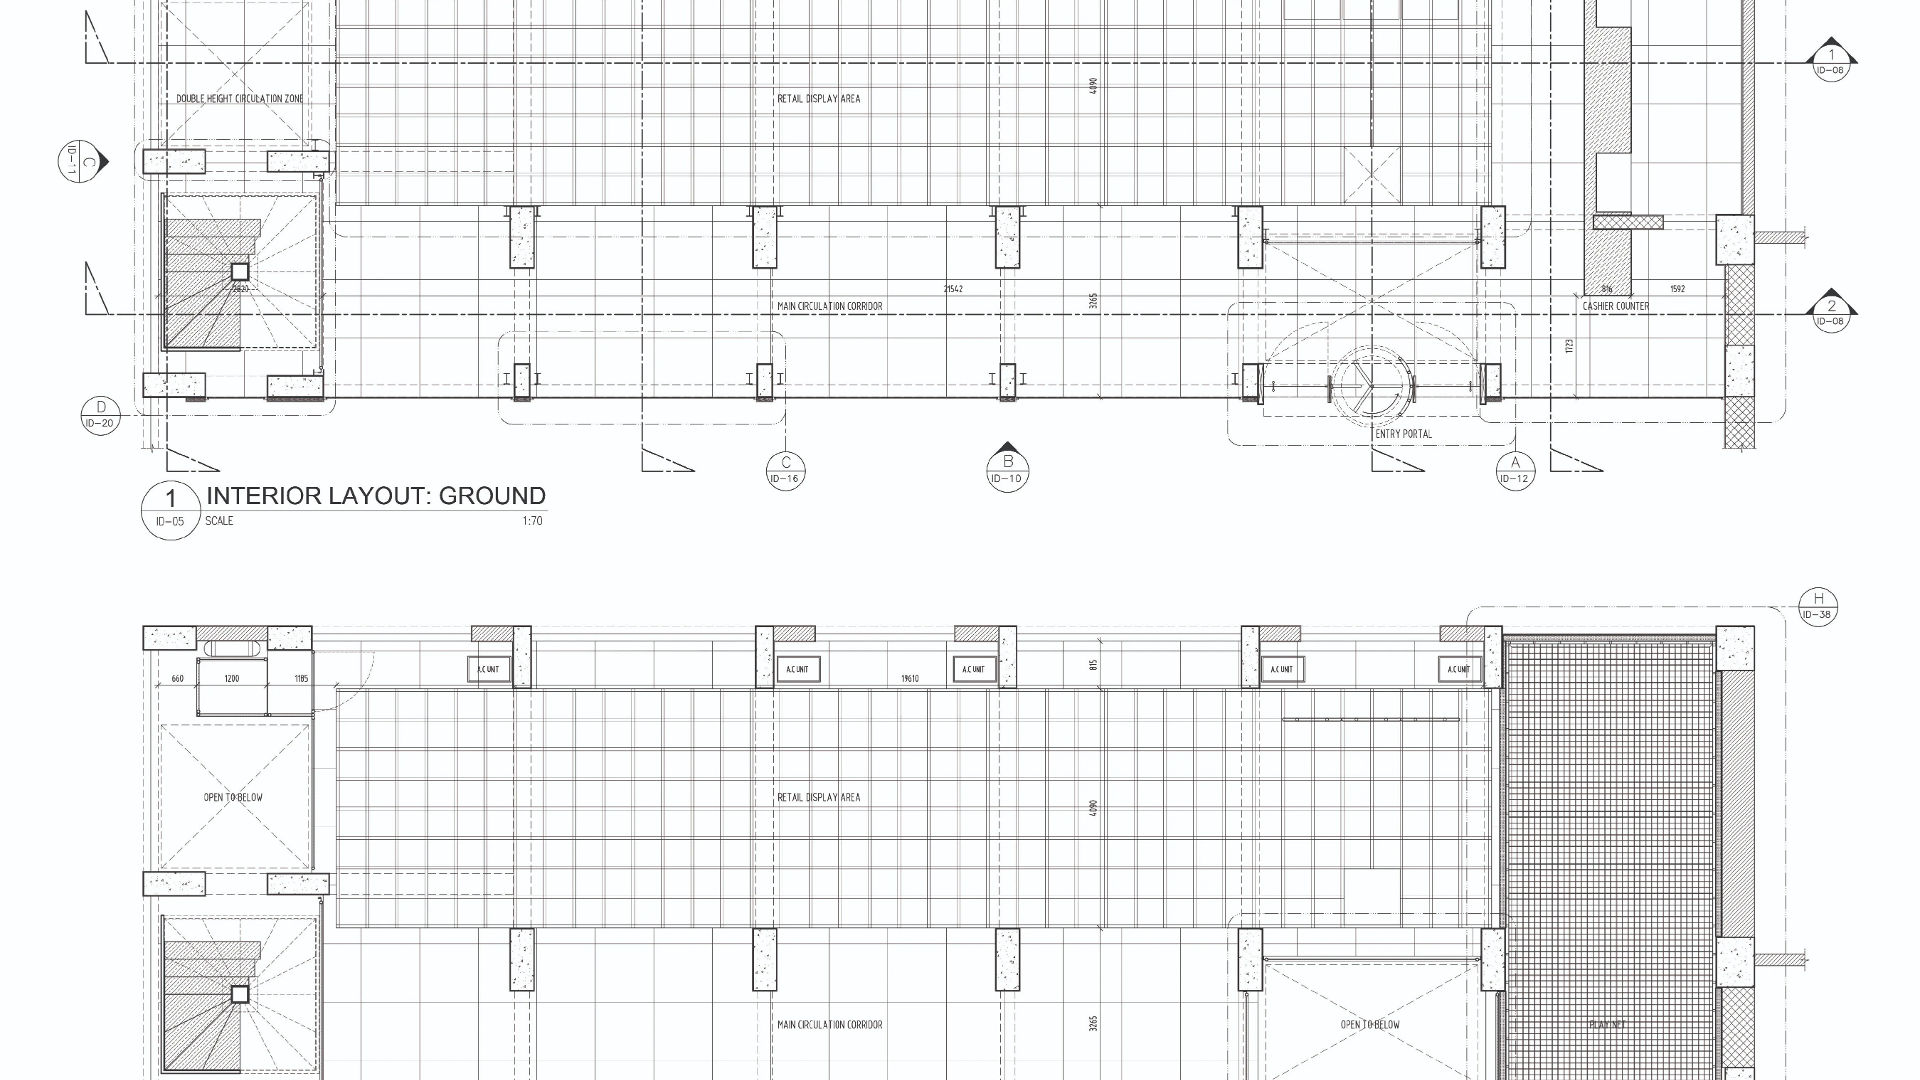 1
ID-08
4090
DOUBLE HEIGHT CIRCULATION ZONE
RETAIL DISPLAY AREA
C
ID-11
2820
21542
3265
816
1592
MAIN CIRCULATION CORRIDOR
CASHIER COUNTER
2
ID-08
1723
D
ID-20
ENTRY PORTAL
C
ID-16
B
ID-10
A
ID-12
1
ID-05
INTERIOR LAYOUT: GROUND
SCALE
1:70
H
ID-38
A.C UNIT
A.C UNIT
A.C UNIT
A.C UNIT
A.C UNIT
815
660
1200
1185
19610
OPEN TO BELOW
RETAIL DISPLAY AREA
4090
MAIN CIRCULATION CORRIDOR
3265
OPEN TO BELOW
PLAY NET